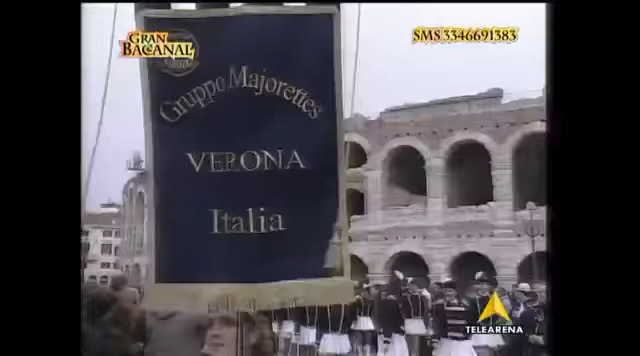 GRAN
BACANAL
SMS 3346691383
Gruppo Majorettes
VERONA
Italia
TELEARENA